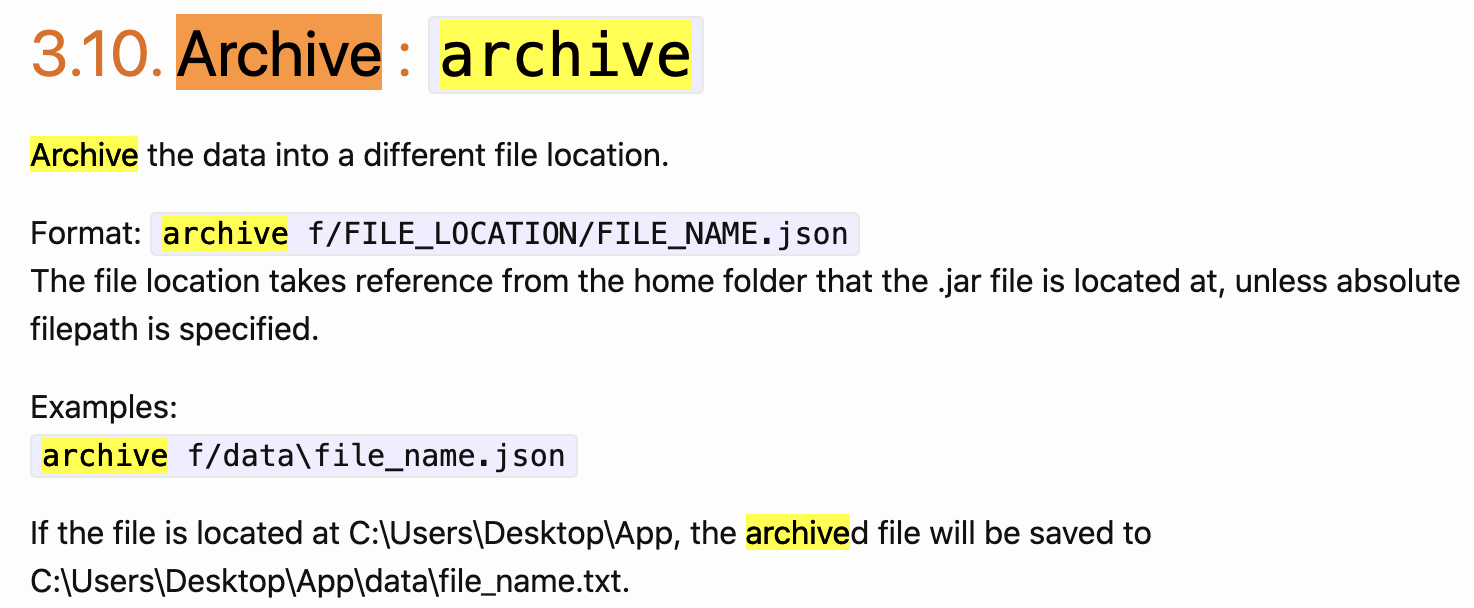 3.10. Archive : archive
Archive the data into a different file location.
Format: archive f/FILE_LOCATION/FILE_NAME.json
The file location takes reference from the home folder that the .jar file is located at, unless absolute
filepath is specified.
Examples:
archive f/data\file_name.json
If the file is located at C:\Users\Desktop\App, the archived file will be saved to
C:\Users\Desktop\App\data\file_name.txt.